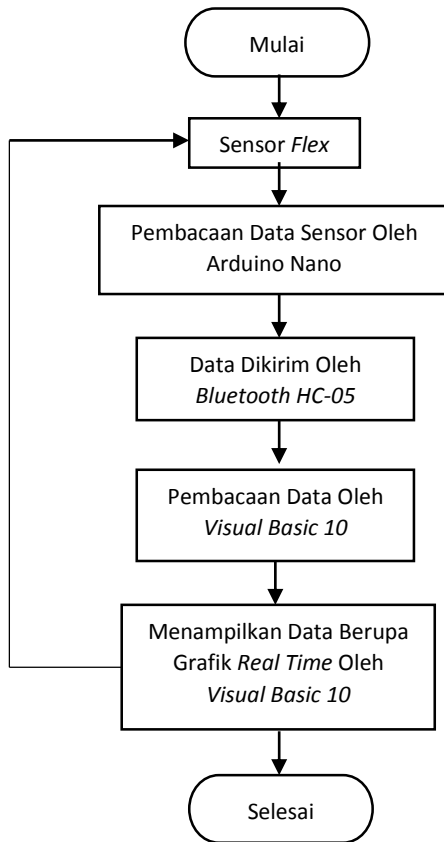 Mulai
Sensor Flex
Pembacaan Data Sensor Oleh
Arduino Nano
Data Dikirim Oleh
Bluetooth HC-05
Pembacaan Data Oleh
Visual Basic 10
Menampilkan Data Berupa
Grafik Real Time Oleh
Visual Basic 10
Selesai